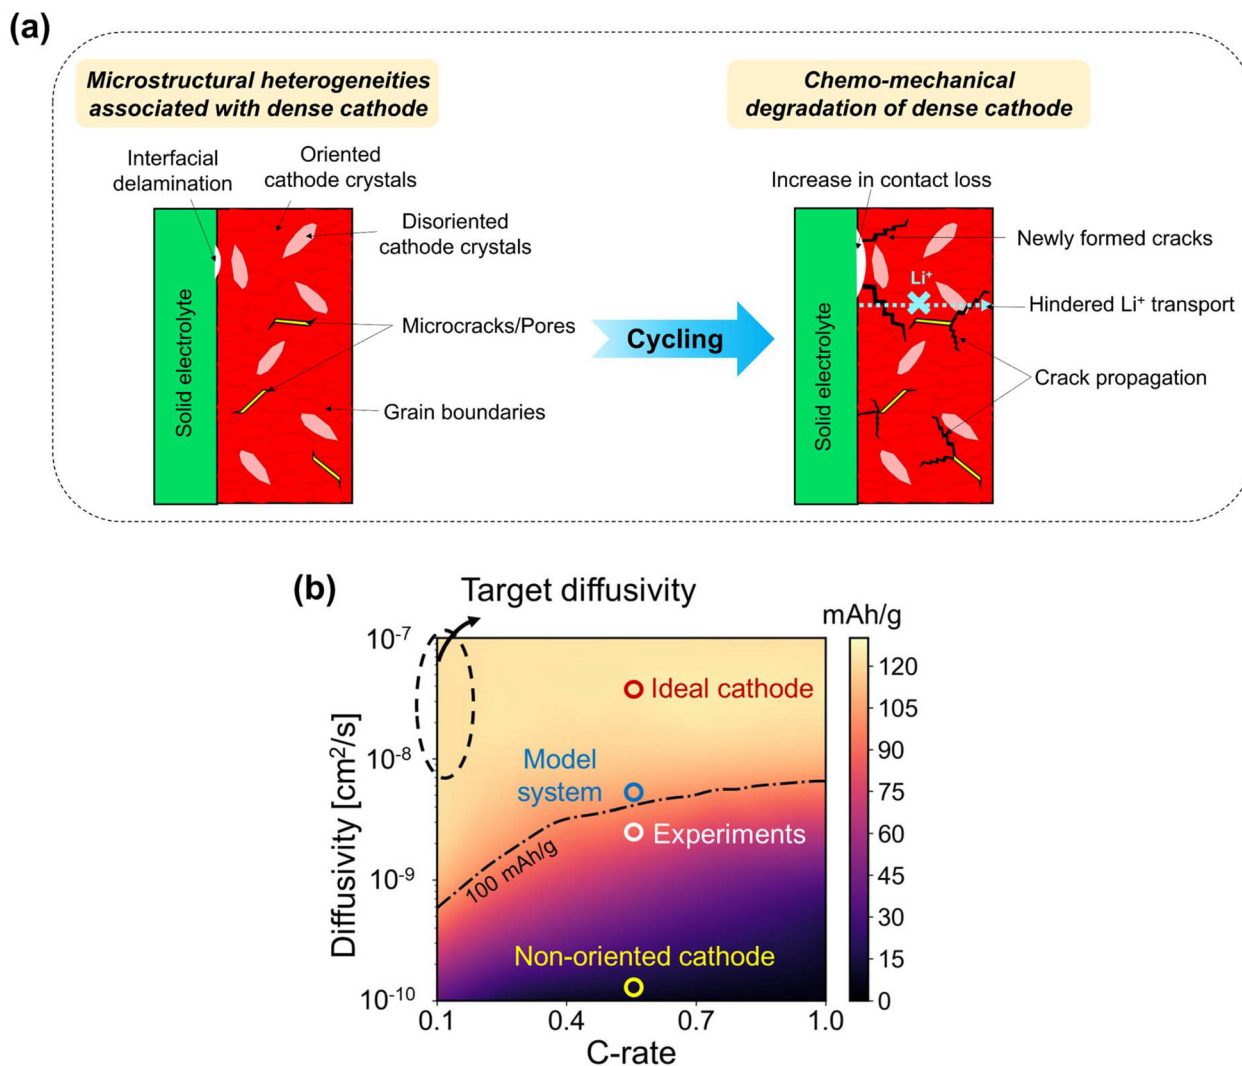 (a)
Microstructural heterogeneities
associated with dense cathode
Chemo-mechanical
degradation of dense cathode
Interfacial
delamination
Oriented
cathode crystals
Disoriented
cathode crystals
Microcracks/Pores
Grain boundaries
Solid electrolyte
Cycling
Increase in contact loss
Newly formed cracks
Li⁺
Hindered Li⁺ transport
Crack propagation
Solid electrolyte
(b)
Target diffusivity
mAh/g
Diffusivity [cm²/s]
10⁻⁷
10⁻⁸
10⁻⁹
10⁻¹⁰
Ideal cathode
Model
system
Experiments
100 mAh/g
Non-oriented cathode
0.1
0.4
0.7
1.0
C-rate
120
105
90
75
60
45
30
15
0